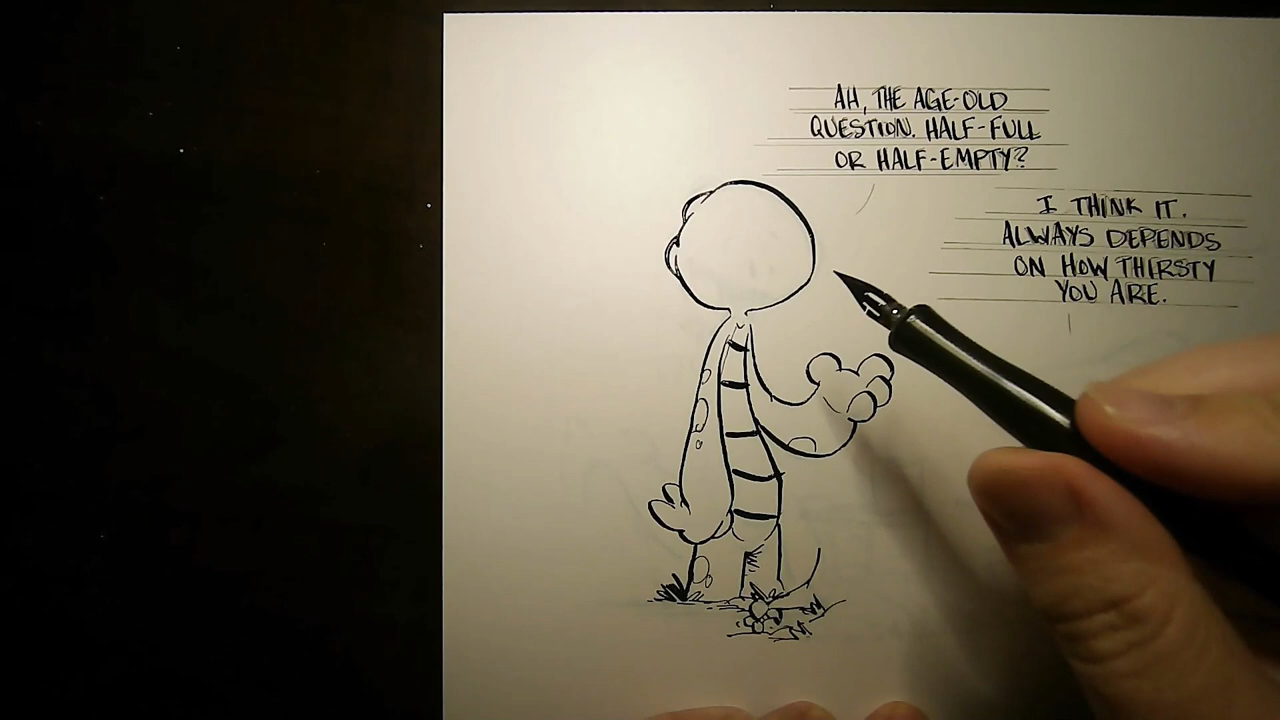 AH, THE AGE-OLD
QUESTION. HALF-FULL
OR HALF-EMPTY?
I THINK IT.
ALWAYS DEPENDS
ON HOW THIRSTY
YOU ARE.